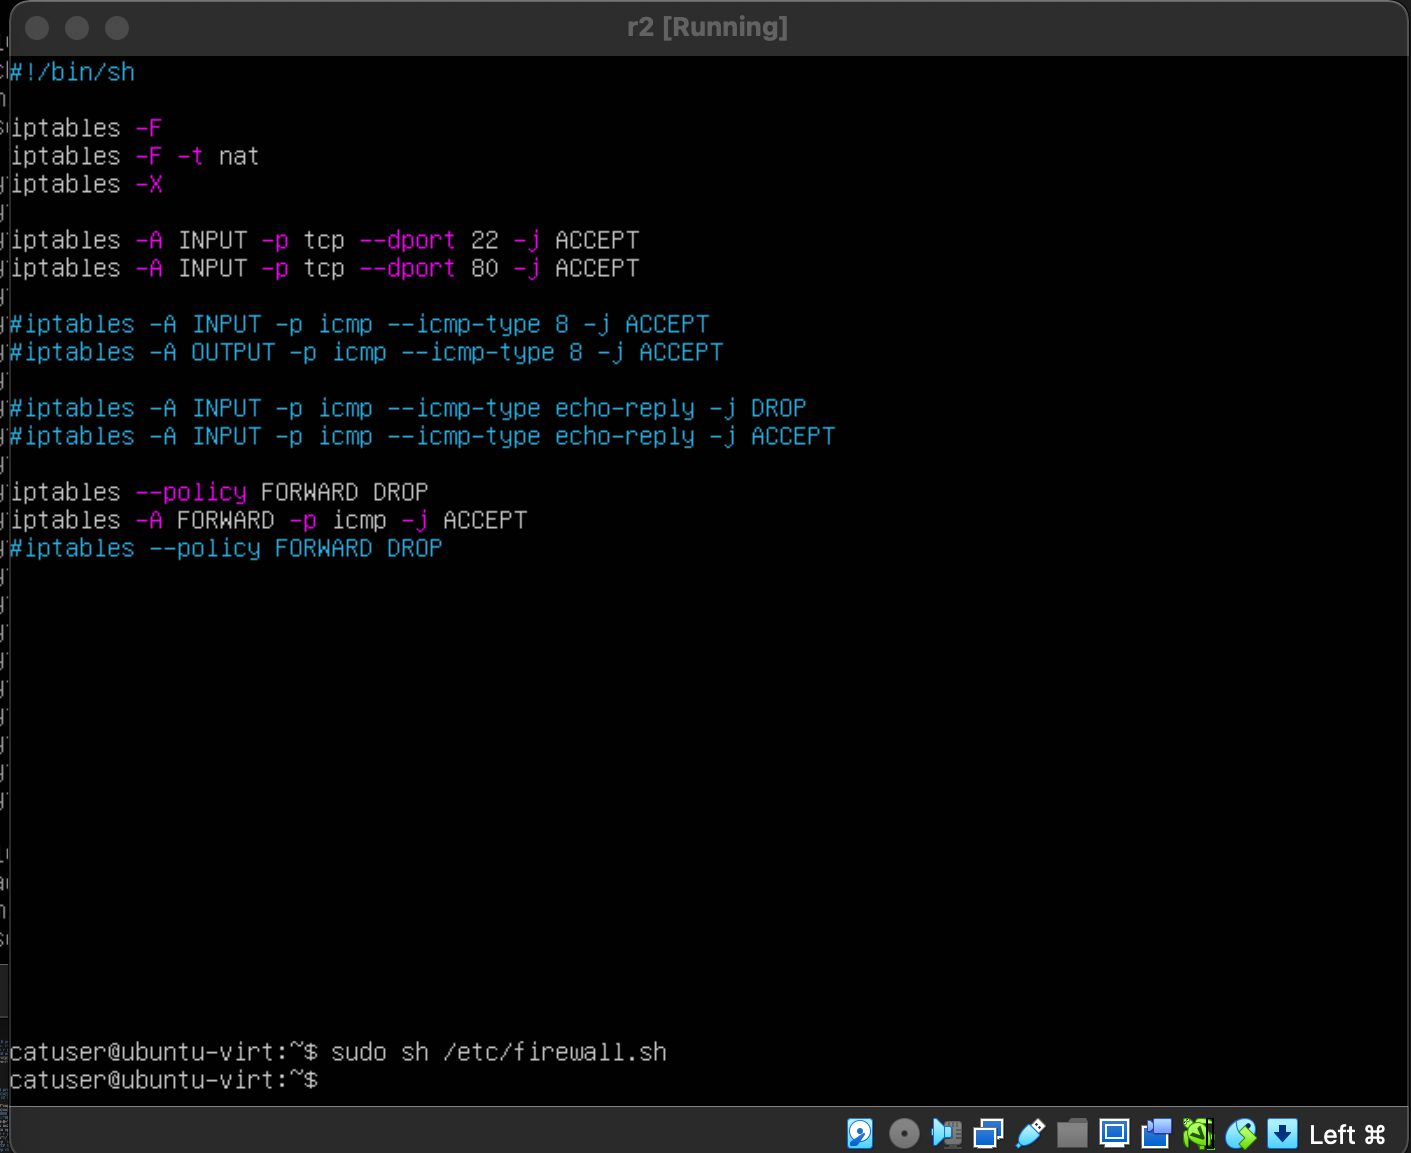 r2 [Running]
#!/bin/sh
iptables -F
iptables -F -t nat
iptables -X
iptables -A INPUT -p tcp --dport 22 -j ACCEPT
iptables -A INPUT -p tcp --dport 80 -j ACCEPT
#iptables -A INPUT -p icmp --icmp-type 8 -j ACCEPT
#iptables -A OUTPUT -p icmp --icmp-type 8 -j ACCEPT
#iptables -A INPUT -p icmp --icmp-type echo-reply -j DROP
#iptables -A INPUT -p icmp --icmp-type echo-reply -j ACCEPT
iptables --policy FORWARD DROP
iptables -A FORWARD -p icmp -j ACCEPT
#iptables --policy FORWARD DROP
catuser@ubuntu-virt:~$ sudo sh /etc/firewall.sh
catuser@ubuntu-virt:~$
Left ⌘